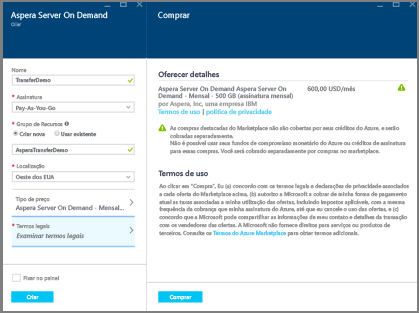 Aspera Server On Demand
Criar
Nome
TransferDemo
* Assinatura
Pay-As-You-Go
* Grupo de Recursos
Criar nova Usar existente
AsperaTransferDemo
* Localização
Oeste dos EUA
Tipo de preço
Aspera Server On Demand - Mensal...
* Termos legais
Examinar termos legais
Fixar no painel
Criar
Comprar
Oferecer detalhes
Aspera Server On Demand Aspera Server On
Demand - Mensal - 500 GB (assinatura mensal)
por Aspera, Inc, uma empresa IBM
Termos de uso | política de privacidade
600,00 USD/mês
As compras destacadas do Marketplace não são cobertas por seus créditos do Azure, e serão
cobradas separadamente.
Não é possível usar seus fundos de compromisso monetário do Azure ou créditos de assinatura
para essas compras. Você será cobrado separadamente por comprar no marketplace.
Termos de uso
Ao clicar em "Compra", Eu (a) concordo com os termos legais e declarações de privacidade associados
a cada oferta do Marketplace acima, (b) autorizo a Microsoft a cobrar de minha forma de pagamento
atual as taxas associadas a minha utilização das ofertas, incluindo impostos aplicáveis, com a mesma
frequência da cobrança que minha assinatura do Azure, até que eu cancele o uso das ofertas, e (c)
concordo que a Microsoft pode compartilhar as informações do meu contato e detalhes da transação
com os vendedores das ofertas. A Microsoft não fornece direitos para serviços ou produtos de
terceiros. Consulte os Termos do Azure Marketplace para obter termos adicionais.
Comprar